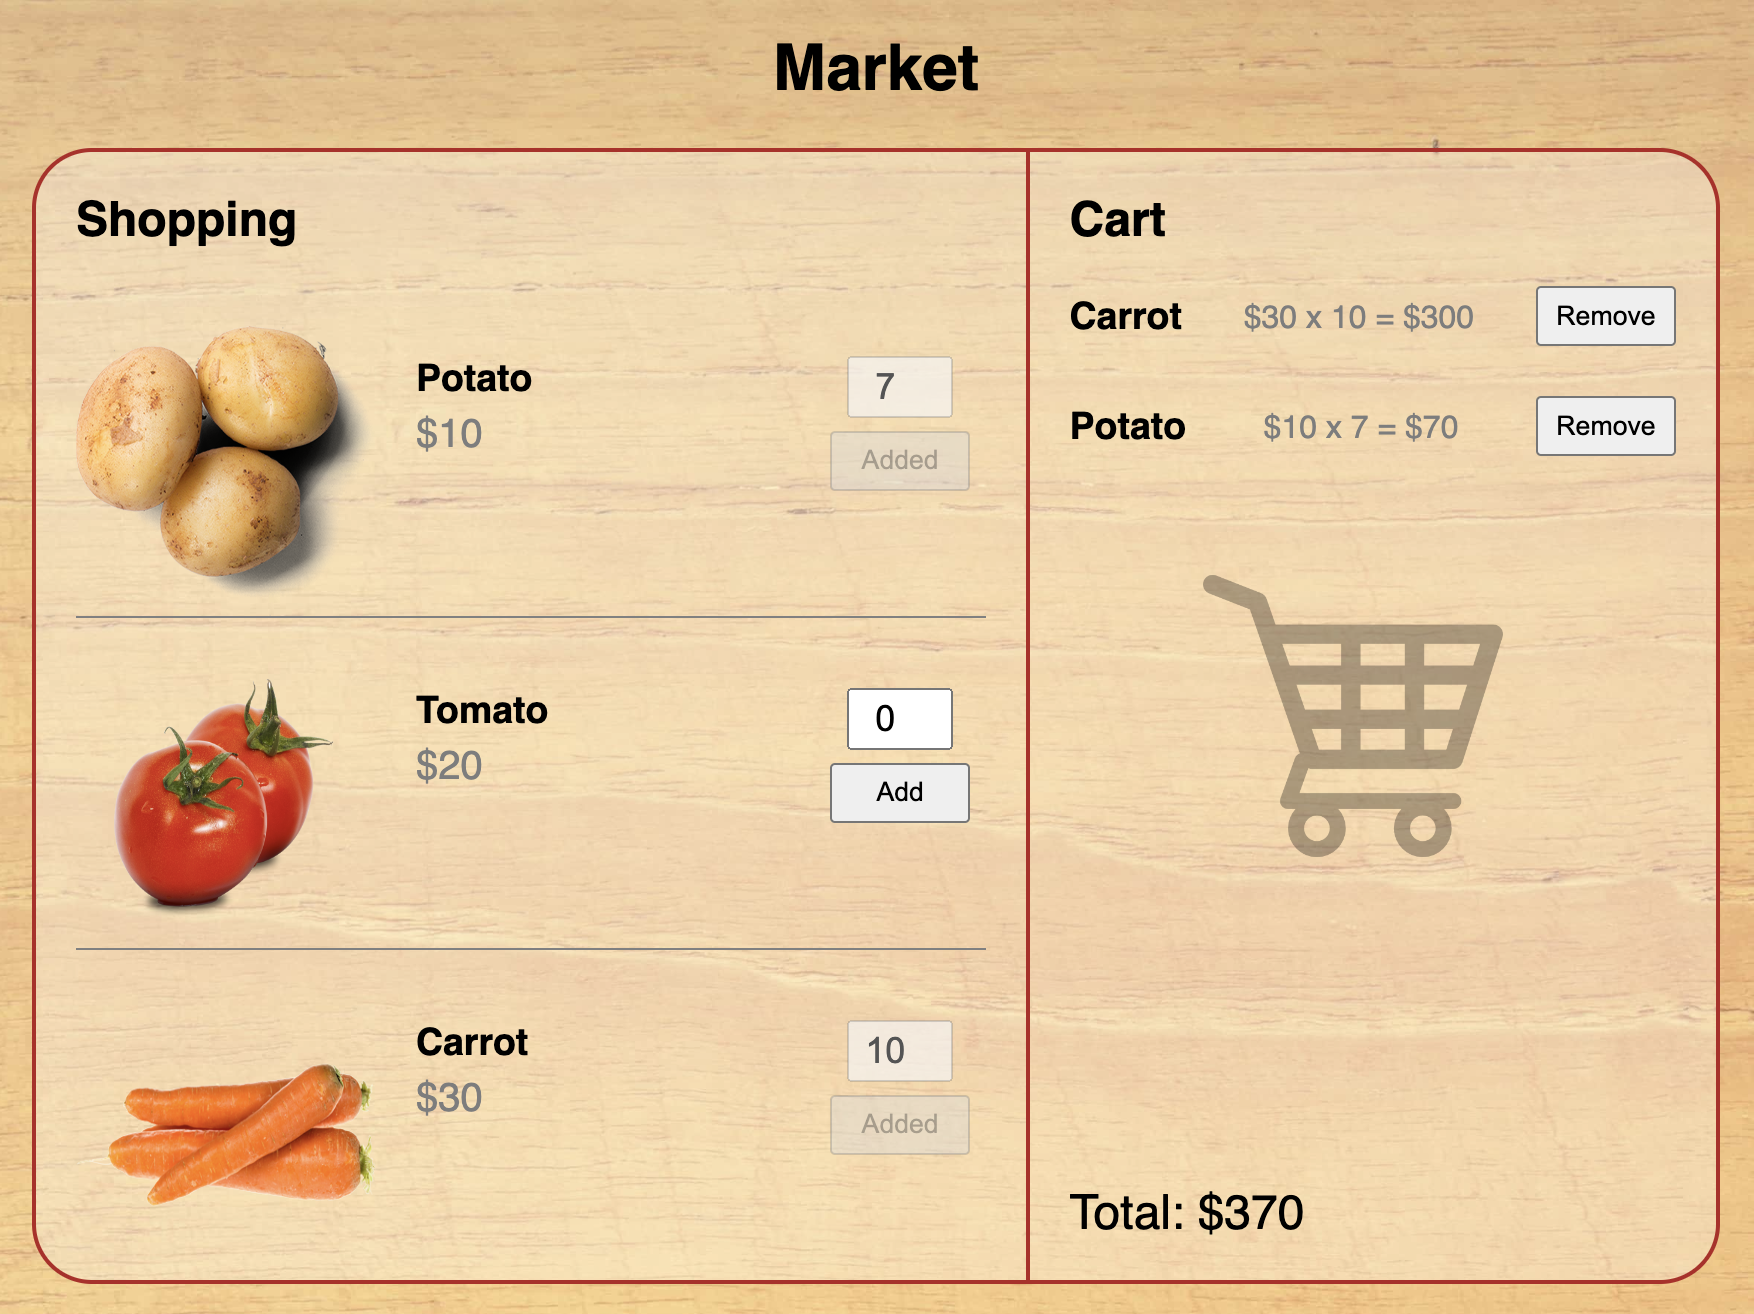 Market
Shopping
Potato
$10
7
Added
Tomato
$20
0
Add
Carrot
$30
10
Added
Cart
Carrot $30 x 10 = $300 Remove
Potato $10 x 7 = $70 Remove
Total: $370